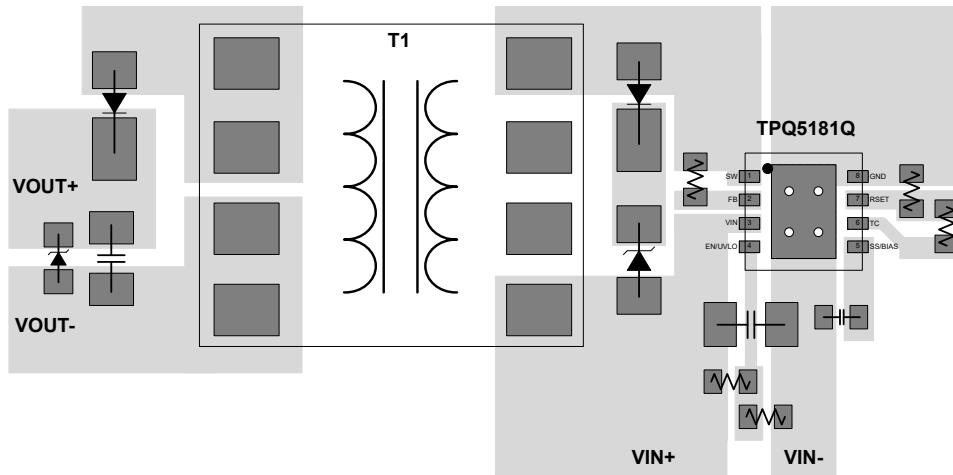 T1
TPQ5181Q
SW 1 8 GND
VOUT+
FB 2 7 RSET
VIN 3 6 TC
EN/UVLO 4 5 SS/BIAS
VOUT-
VIN+ VIN-